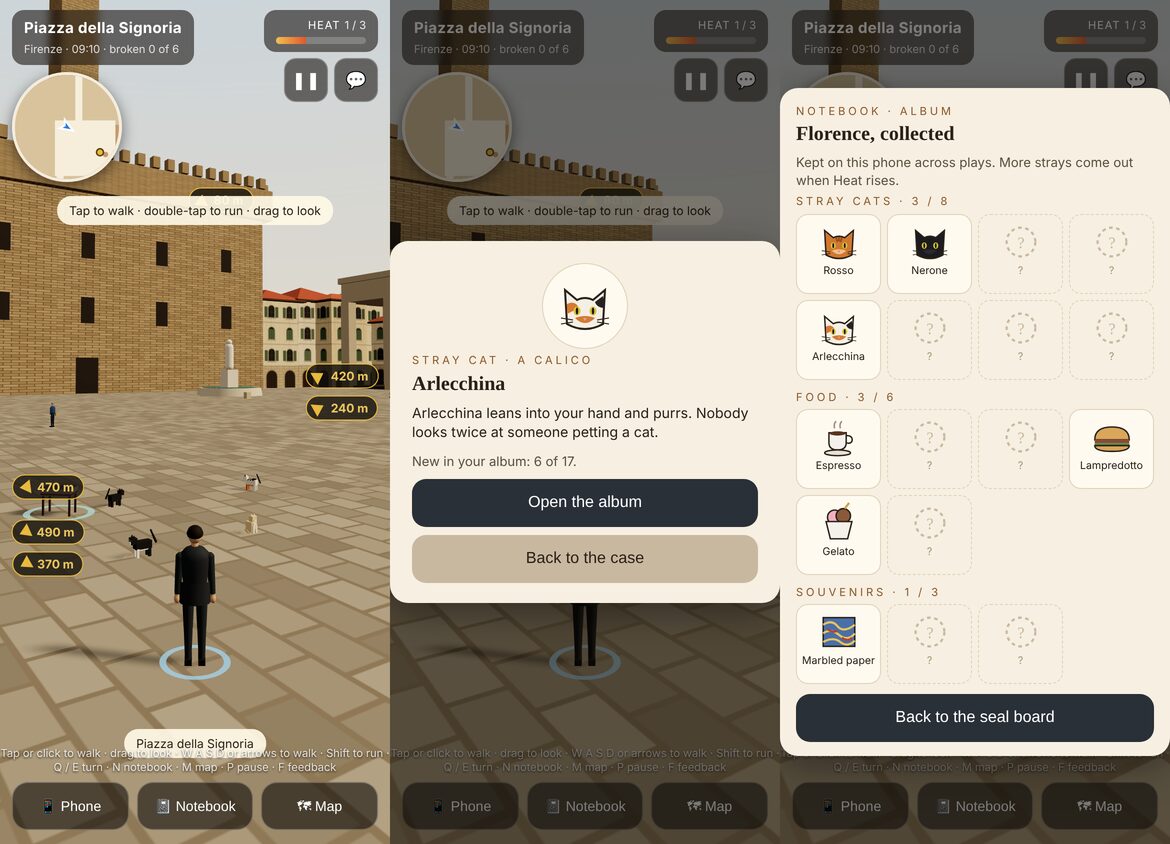 Piazza della Signoria
Firenze · 09:10 · broken 0 of 6
HEAT 1 / 3
Tap to walk · double-tap to run · drag to look
420 m
240 m
470 m
490 m
370 m
Piazza della Signoria
Tap or click to walk · drag to look · W A S D or arrows to walk · Shift to run ·
Q / E turn · N notebook · M map · P pause · F feedback
Phone
Notebook
Map
Piazza della Signoria
Firenze · 09:10 · broken 0 of 6
HEAT 1 / 3
Tap to walk · double-tap to run · drag to look
STRAY CAT · A CALICO
Arlecchina
Arlecchina leans into your hand and purrs. Nobody
looks twice at someone petting a cat.
New in your album: 6 of 17.
Open the album
Back to the case
Tap or click to walk · drag to look · W A S D or arrows to walk · Shift to run ·
Q / E turn · N notebook · M map · P pause · F feedback
Phone
Notebook
Map
Piazza della Signoria
Firenze · 09:10 · broken 0 of 6
HEAT 1 / 3
NOTEBOOK · ALBUM
Florence, collected
Kept on this phone across plays. More strays come out
when Heat rises.
STRAY CATS · 3 / 8
Rosso
Nerone
?
?
?
?
Arlecchina
?
?
?
?
?
?
FOOD · 3 / 6
Espresso
?
?
?
?
Lampredotto
Gelato
?
?
SOUVENIRS · 1 / 3
Marbled paper
?
?
?
?
Back to the seal board
Q / E turn · N notebook · M map · P pause · F feedback
Phone
Notebook
Map